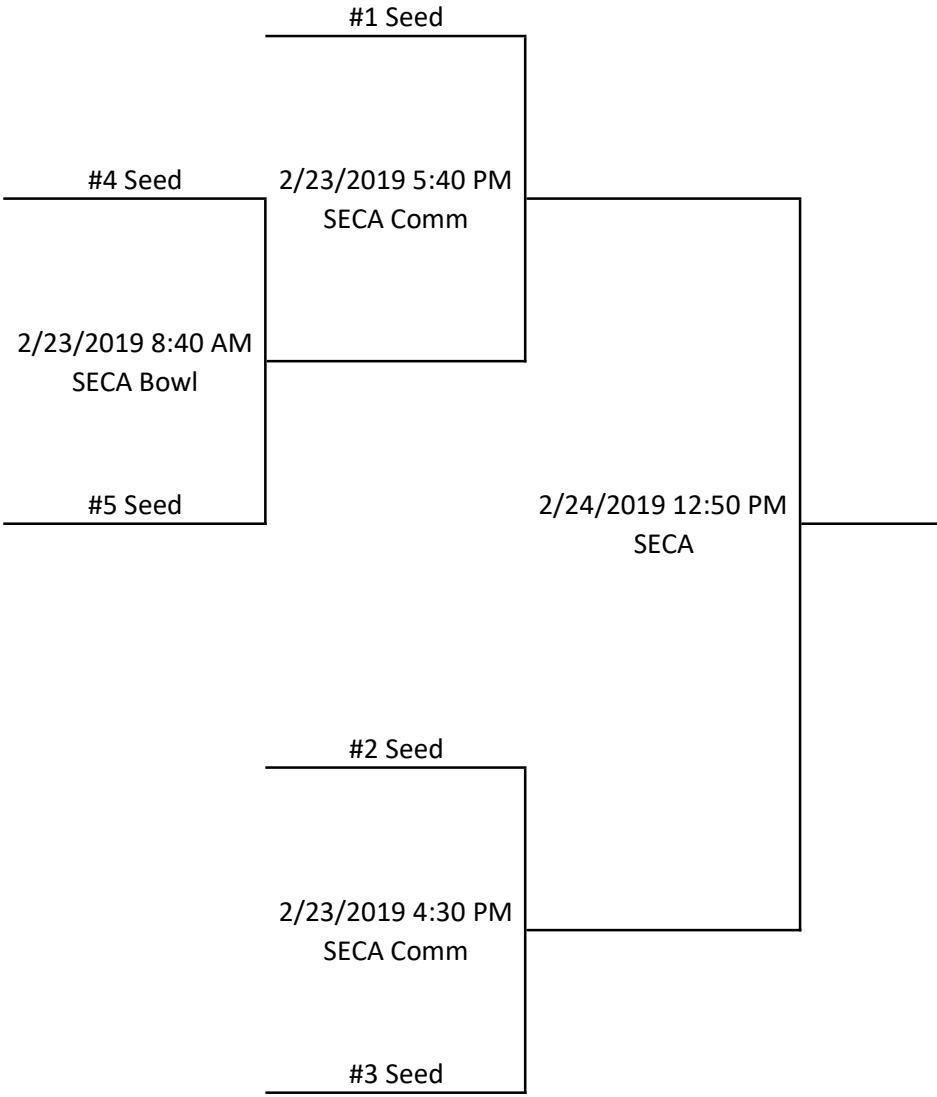 #1 Seed
#4 Seed
2/23/2019 5:40 PM
SECA Comm
2/23/2019 8:40 AM
SECA Bowl
#5 Seed
2/24/2019 12:50 PM
SECA
#2 Seed
2/23/2019 4:30 PM
SECA Comm
#3 Seed